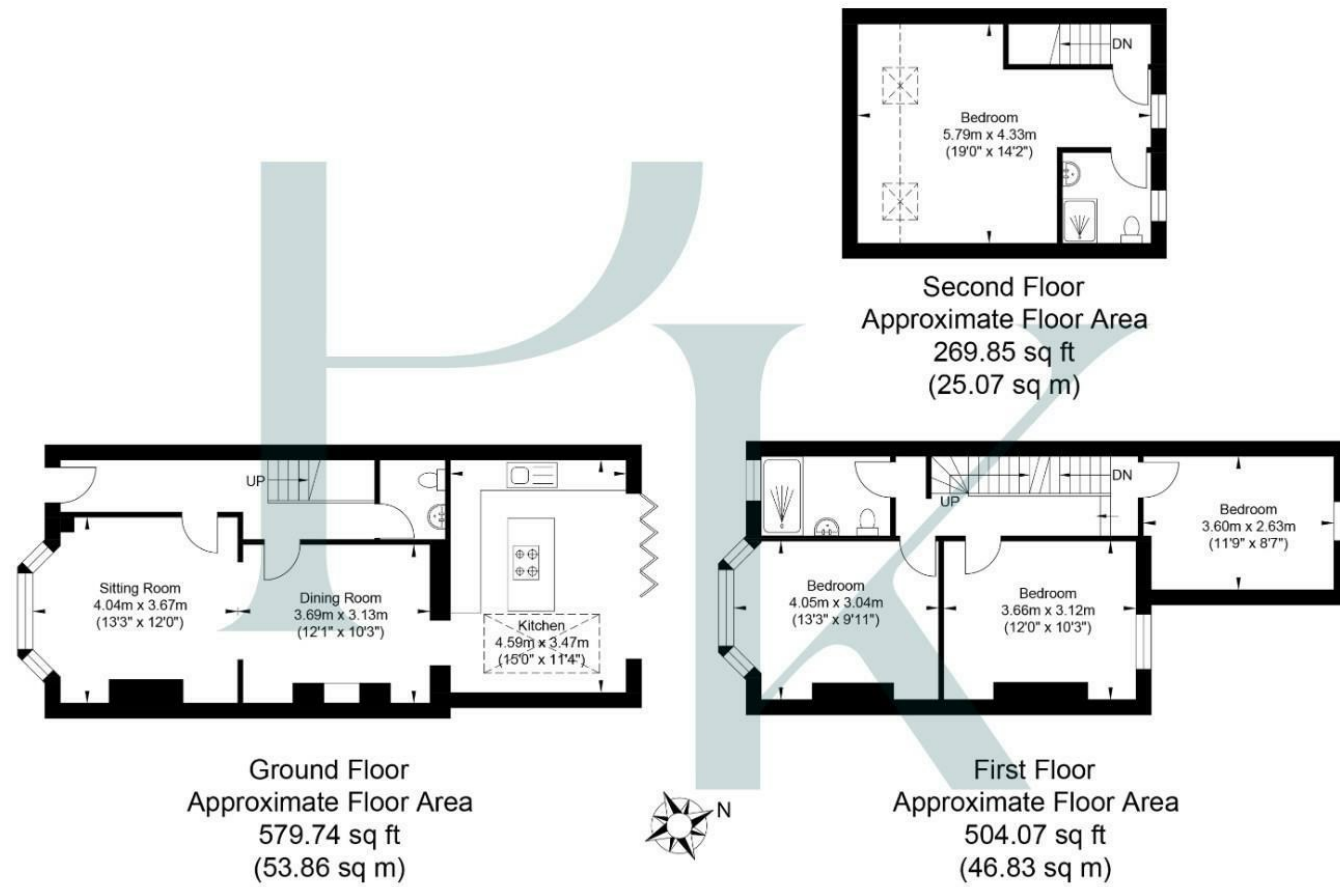 DN
Bedroom
5.79m x 4.33m
(19'0" x 14'2")
Second Floor
Approximate Floor Area
269.85 sq ft
(25.07 sq m)
UP
Sitting Room
4.04m x 3.67m
(13'3" x 12'0")
Dining Room
3.69m x 3.13m
(12'1" x 10'3")
Kitchen
4.59m x 3.47m
(15'0" x 11'4")
Ground Floor
Approximate Floor Area
579.74 sq ft
(53.86 sq m)
DN
UP
Bedroom
3.60m x 2.63m
(11'9" x 8'7")
Bedroom
4.05m x 3.04m
(13'3" x 9'11")
Bedroom
3.66m x 3.12m
(12'0" x 10'3")
First Floor
Approximate Floor Area
504.07 sq ft
(46.83 sq m)
N
PK